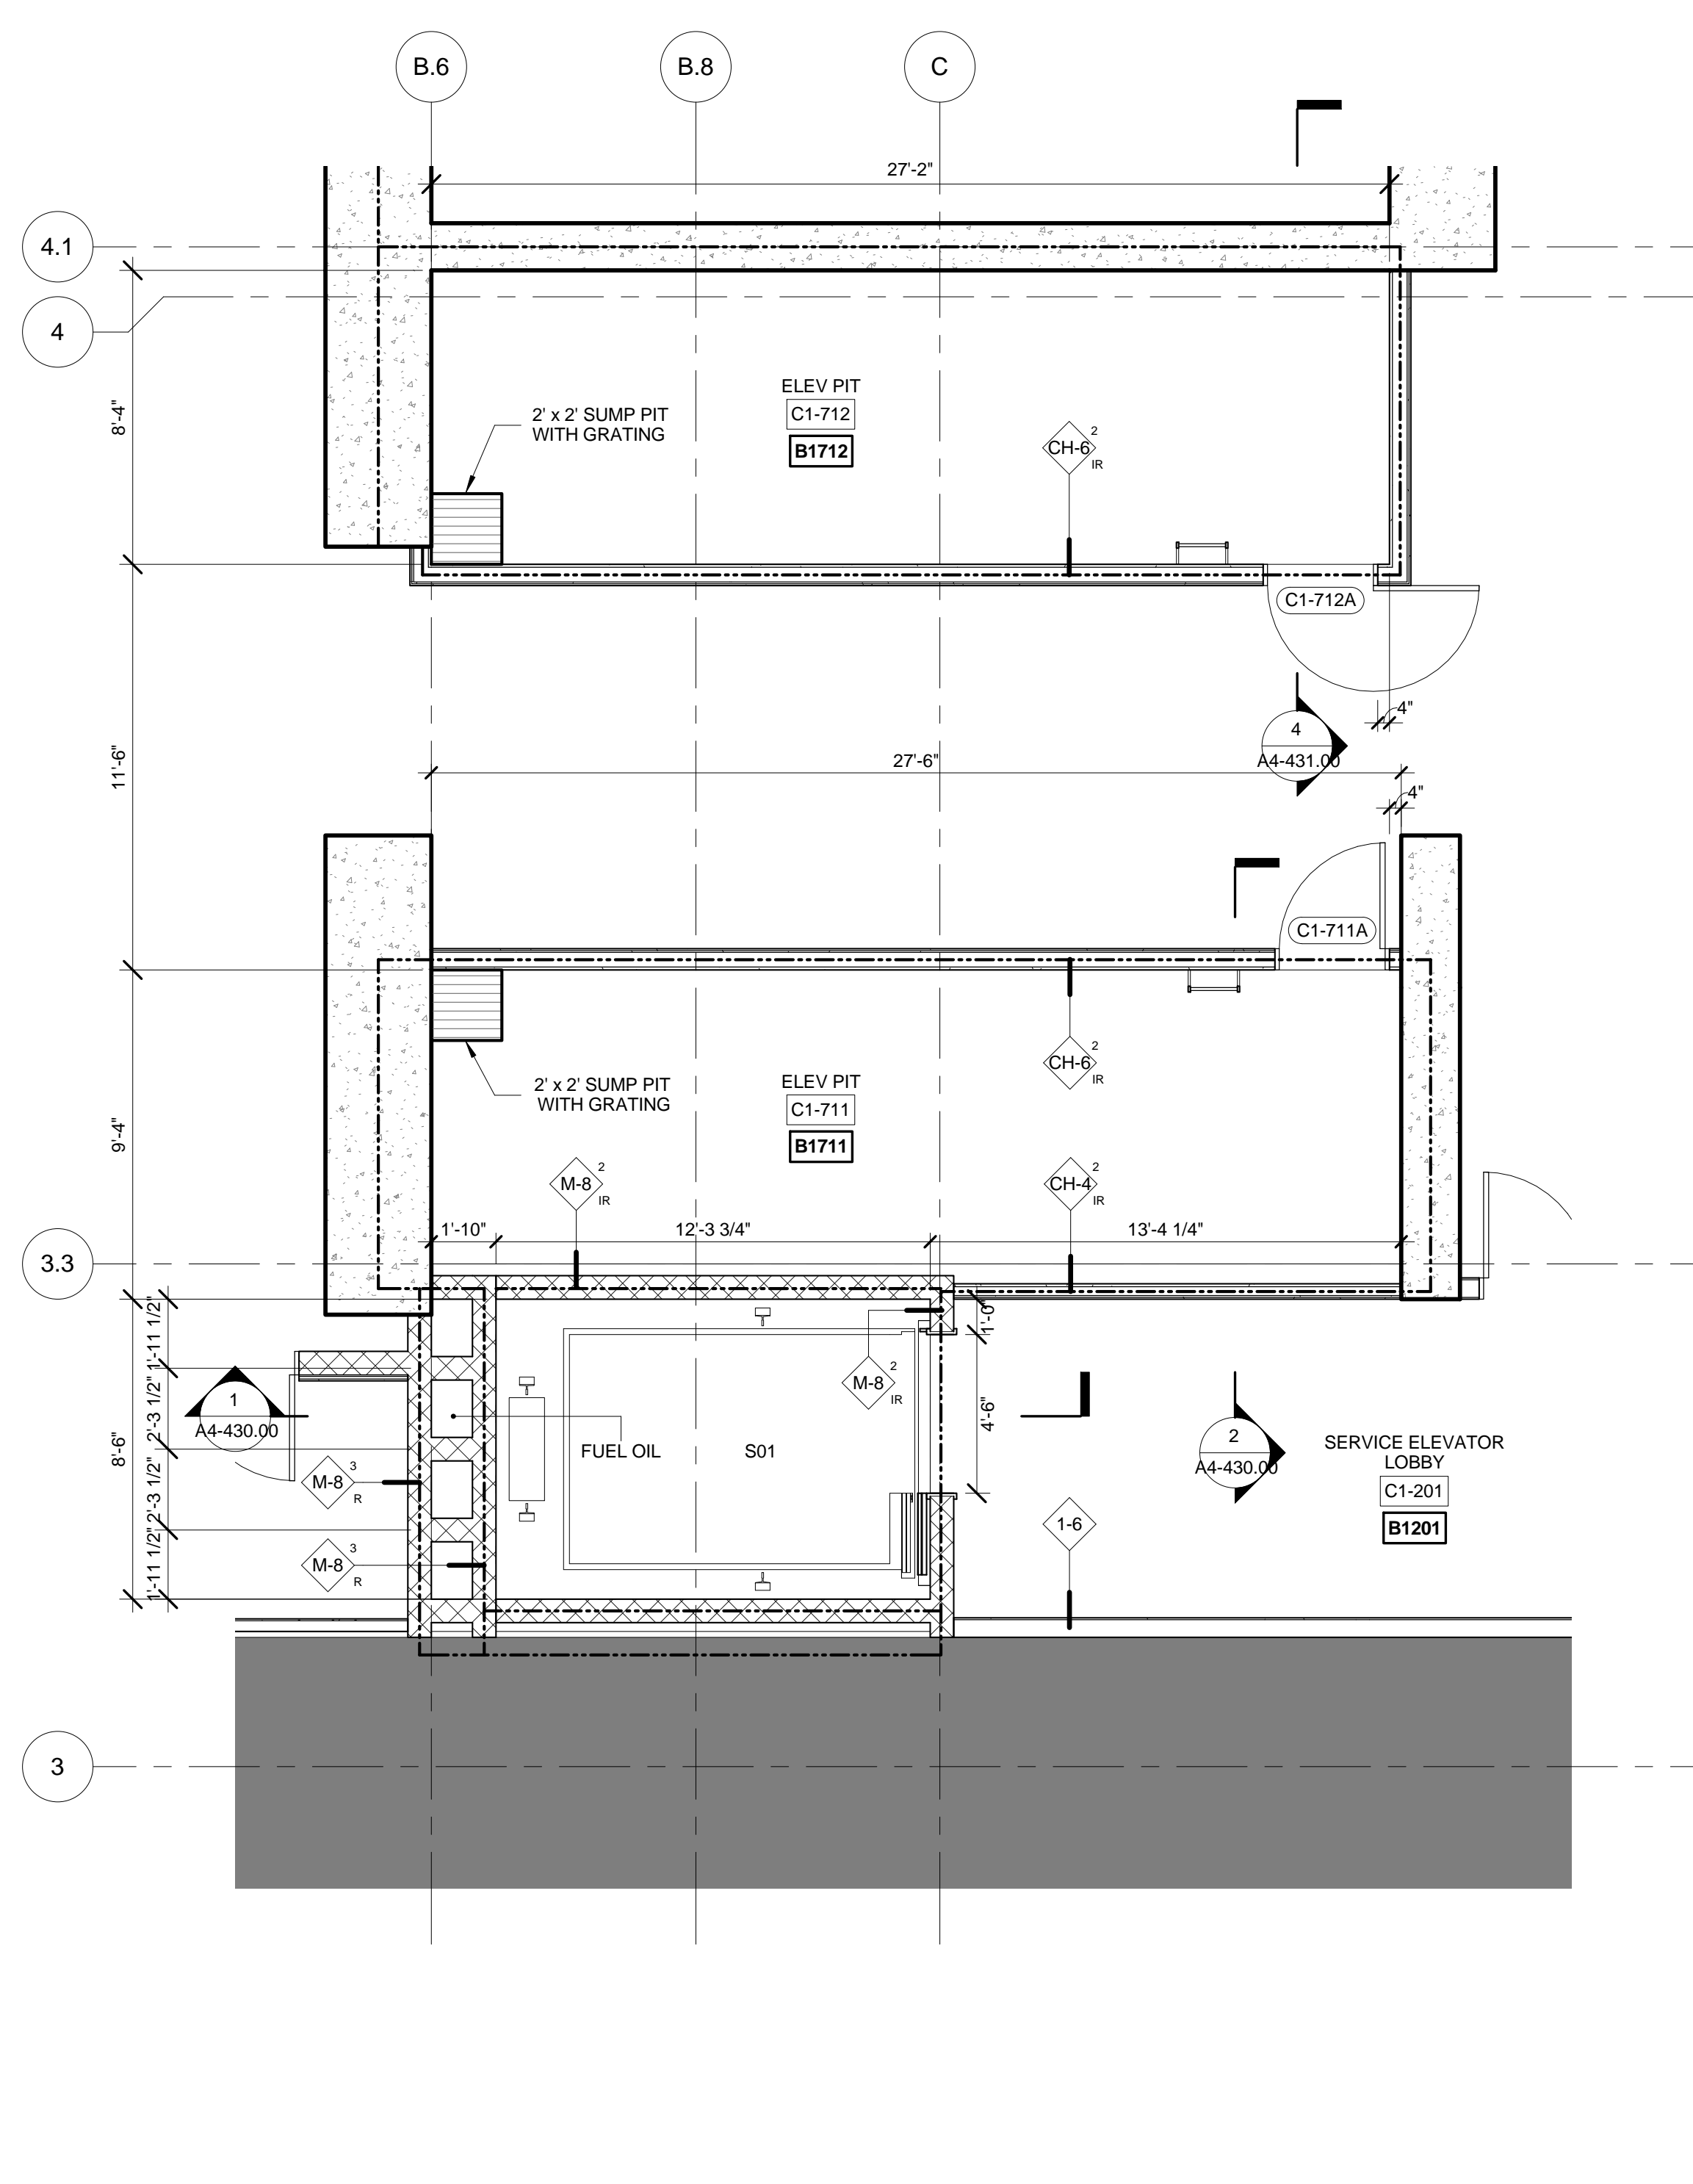 B.6
B.8
C
27'-2"
4.1
4
8'-4"
ELEV PIT
C1-712
B1712
2' x 2' SUMP PIT
WITH GRATING
2
CH-6
IR
C1-712A
4"
4
A4-431.00
11'-6"
27'-6"
4"
C1-711A
2
CH-6
IR
2' x 2' SUMP PIT
WITH GRATING
ELEV PIT
C1-711
B1711
9'-4"
2
M-8
IR
2
CH-4
IR
1'-10"
12'-3 3/4"
13'-4 1/4"
3.3
1'-11 1/2"
2'-3 1/2"
2'-3 1/2"
1'-11 1/2"
8'-6"
1'-0"
4'-6"
2
M-8
IR
1
A4-430.00
FUEL OIL
S01
2
A4-430.00
SERVICE ELEVATOR
LOBBY
C1-201
B1201
3
M-8
R
3
M-8
R
1-6
3